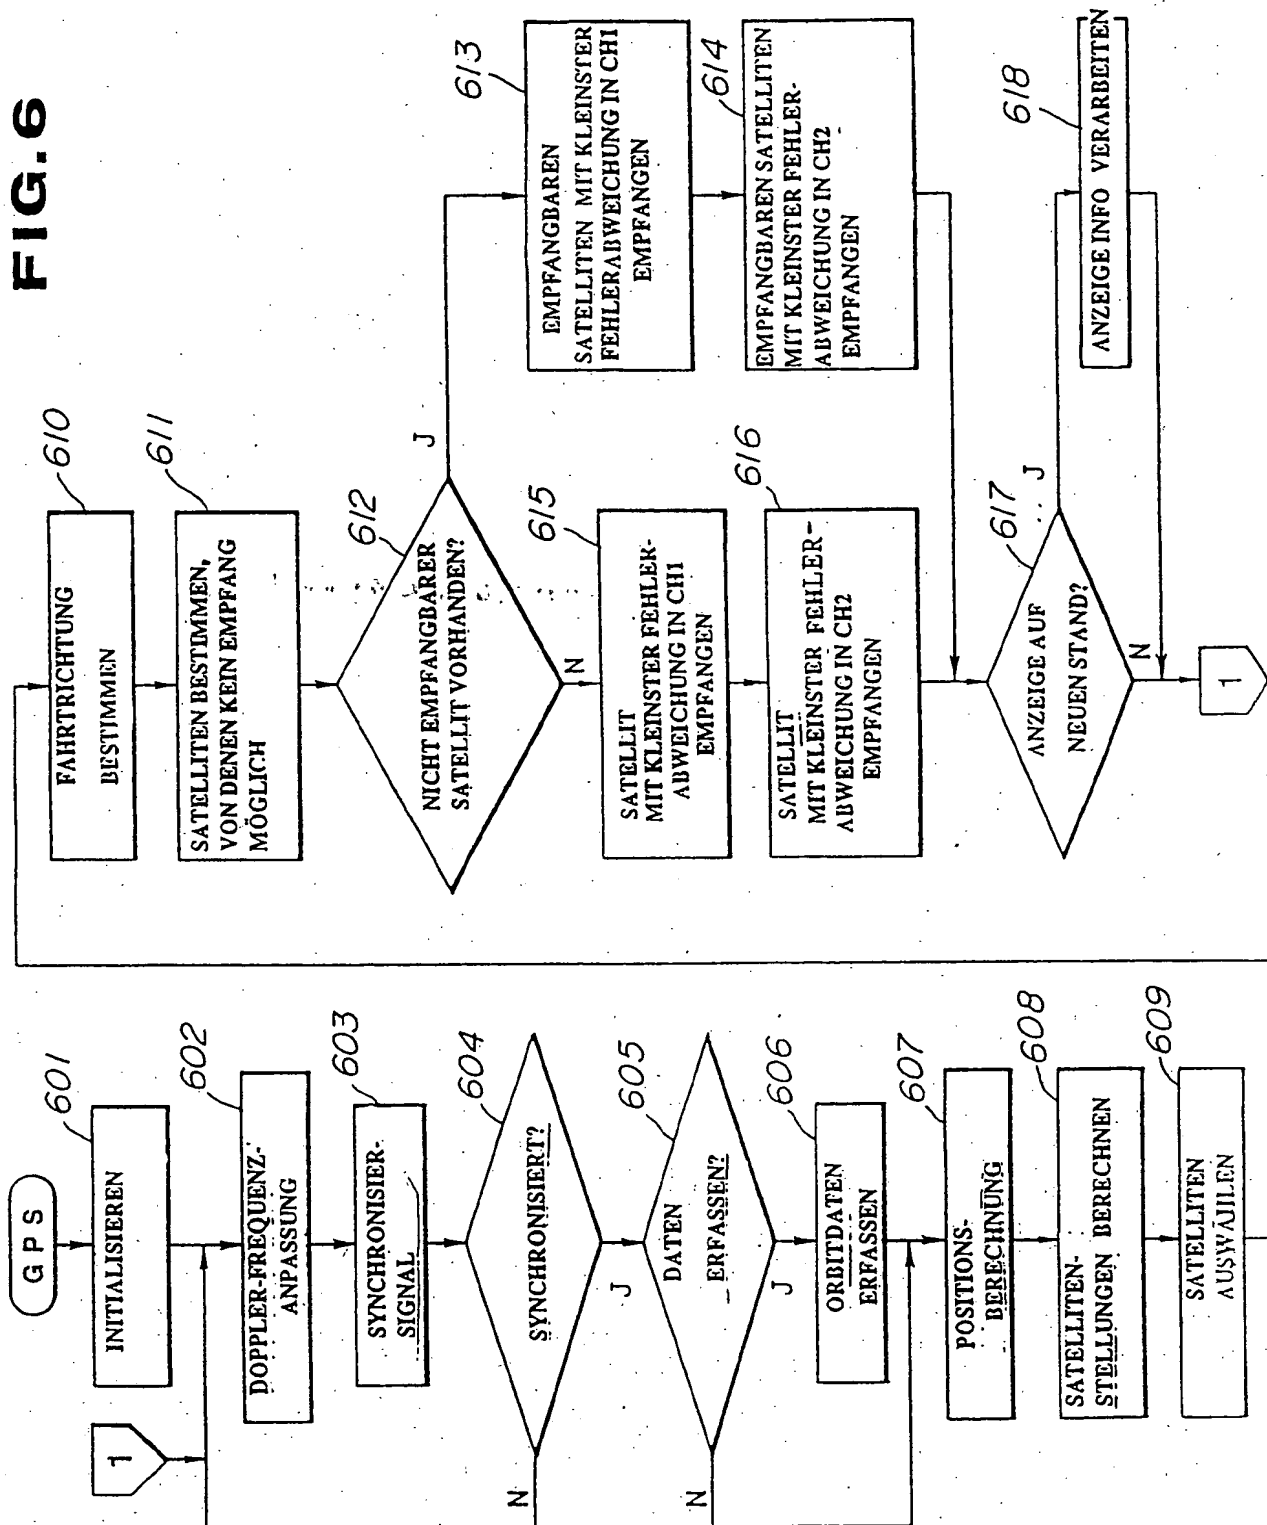 FIG.6
GPS
1
INITIALISIEREN
601
DOPPLER-FREQUENZ-
ANPASSUNG
602
SYNCHRONISIER-
SIGNAL
603
SYNCHRONISIERT?
604
N
J
DATEN
ERFASSEN?
605
N
J
ORBITDATEN
ERFASSEN
606
POSITIONS-
BERECHNUNG
607
SATELLITEN-
STELLUNGEN BERECHNEN
608
SATELLITEN
AUSWÄHLEN
609
FAHRTRICHTUNG
BESTIMMEN
610
SATELLITEN BESTIMMEN,
VON DENEN KEIN EMPFANG
MÖGLICH
611
NICHT EMPFANGBARER
SATELLIT VORHANDEN?
612
J
N
EMPFANGBAREN
SATELLITEN MIT KLEINSTER
FEHLERABWEICHUNG IN CH1
EMPFANGEN
613
EMPFANGBAREN SATELLITEN
MIT KLEINSTER FEHLER-
ABWEICHUNG IN CH2
EMPFANGEN
614
SATELLIT
MIT KLEINSTER FEHLER-
ABWEICHUNG IN CH1
EMPFANGEN
615
SATELLIT
MIT KLEINSTER FEHLER-
ABWEICHUNG IN CH2
EMPFANGEN
616
ANZEIGE AUF
NEUEN STAND?
617
J
N
ANZEIGE INFO VERARBEITEN
618
1